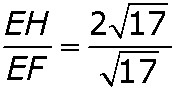 EH/EF = 2√17/√17